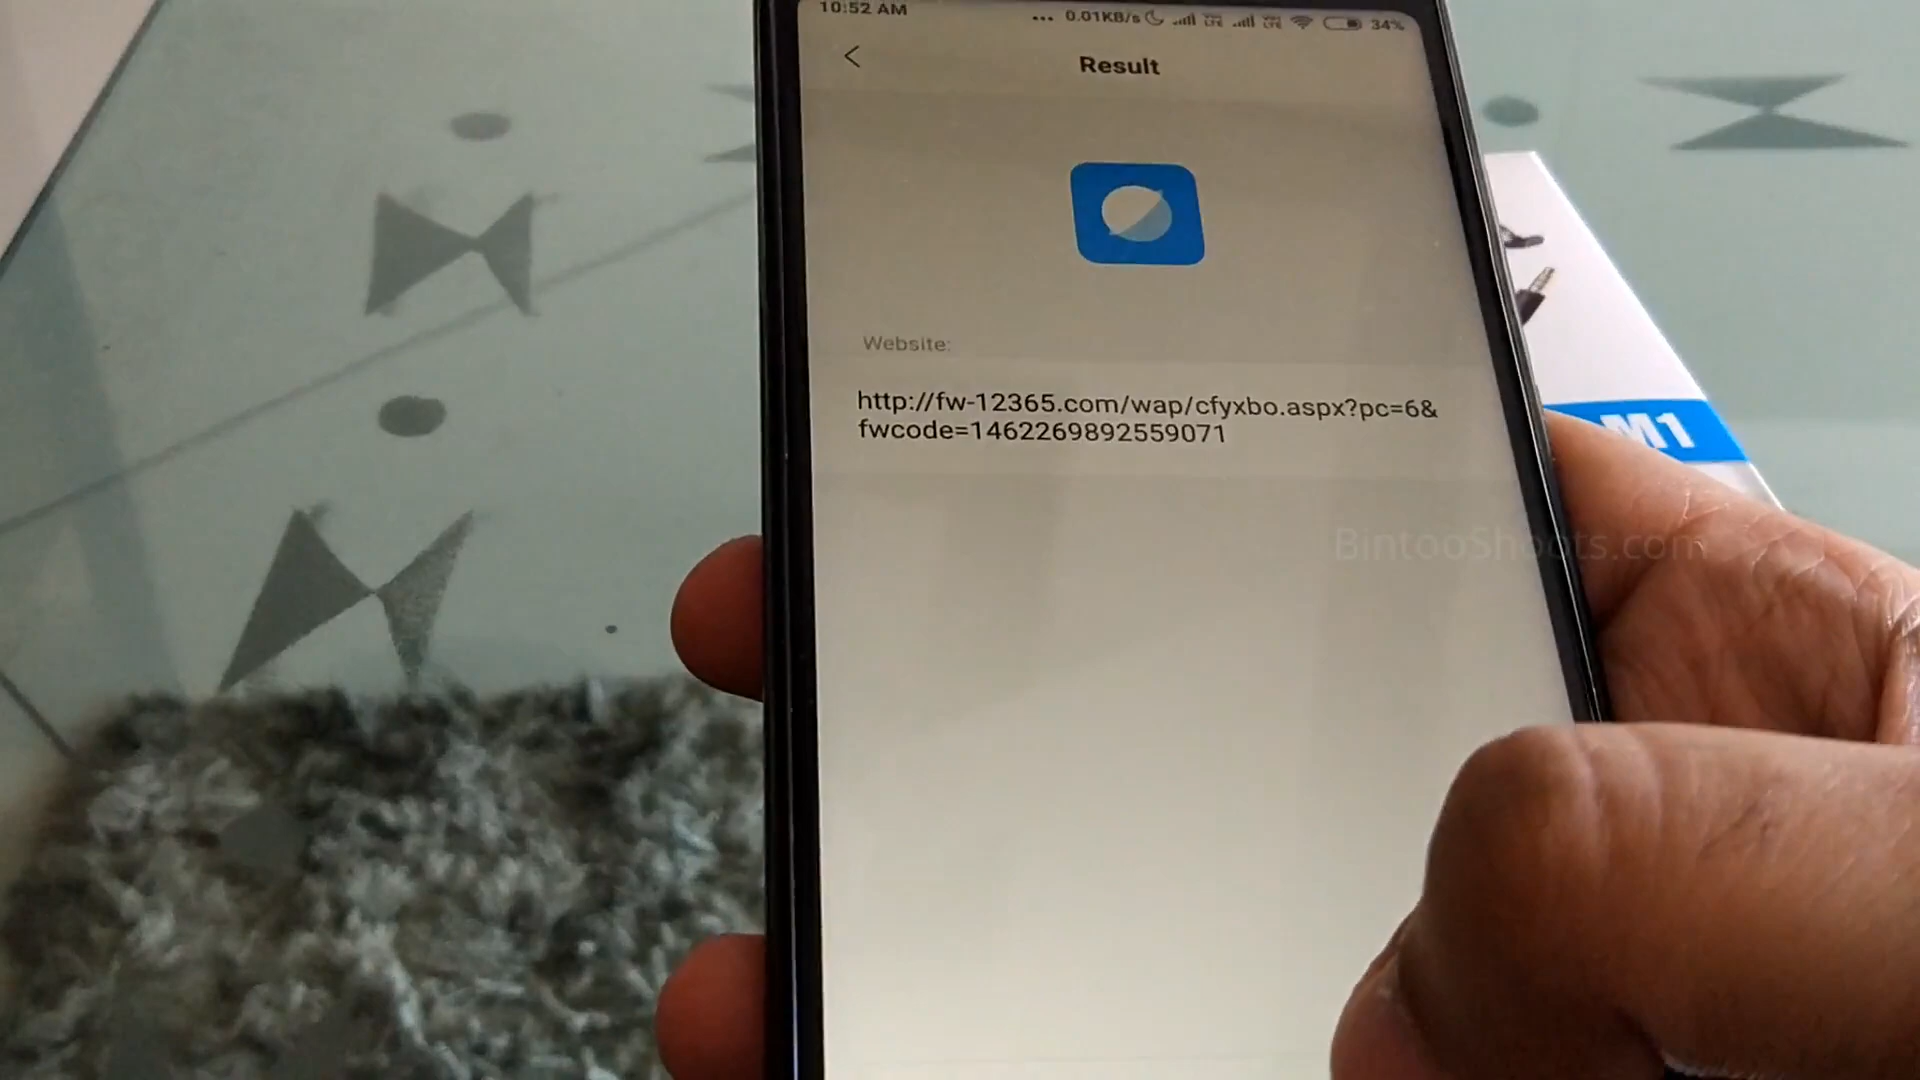 10:52 AM
... 0.01KB/s 34%
Result
Website:
http://fw-12365.com/wap/cfyxbo.aspx?pc=6&
fwcode=1462269892559071
M1
BintooShoots.com